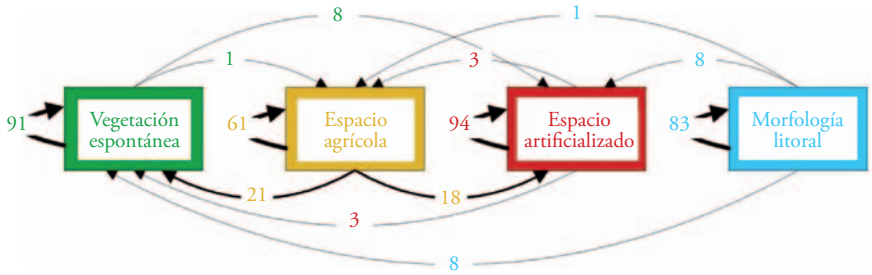 8
1
1
3
8
91
Vegetación
espontánea
61
Espacio
agrícola
94
Espacio
artificializado
83
Morfología
litoral
21
18
3
8